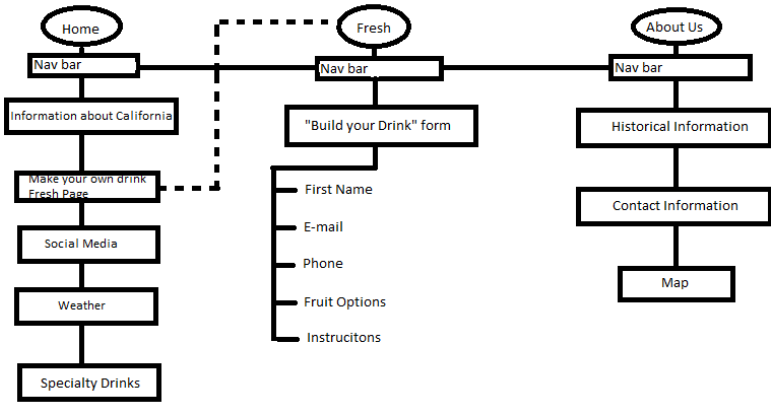 Home
Nav bar
Information about California
Make your own drink
Fresh Page
Social Media
Weather
Specialty Drinks
Fresh
Nav bar
"Build your Drink" form
First Name
E-mail
Phone
Fruit Options
Instrucitons
About Us
Nav bar
Historical Information
Contact Information
Map